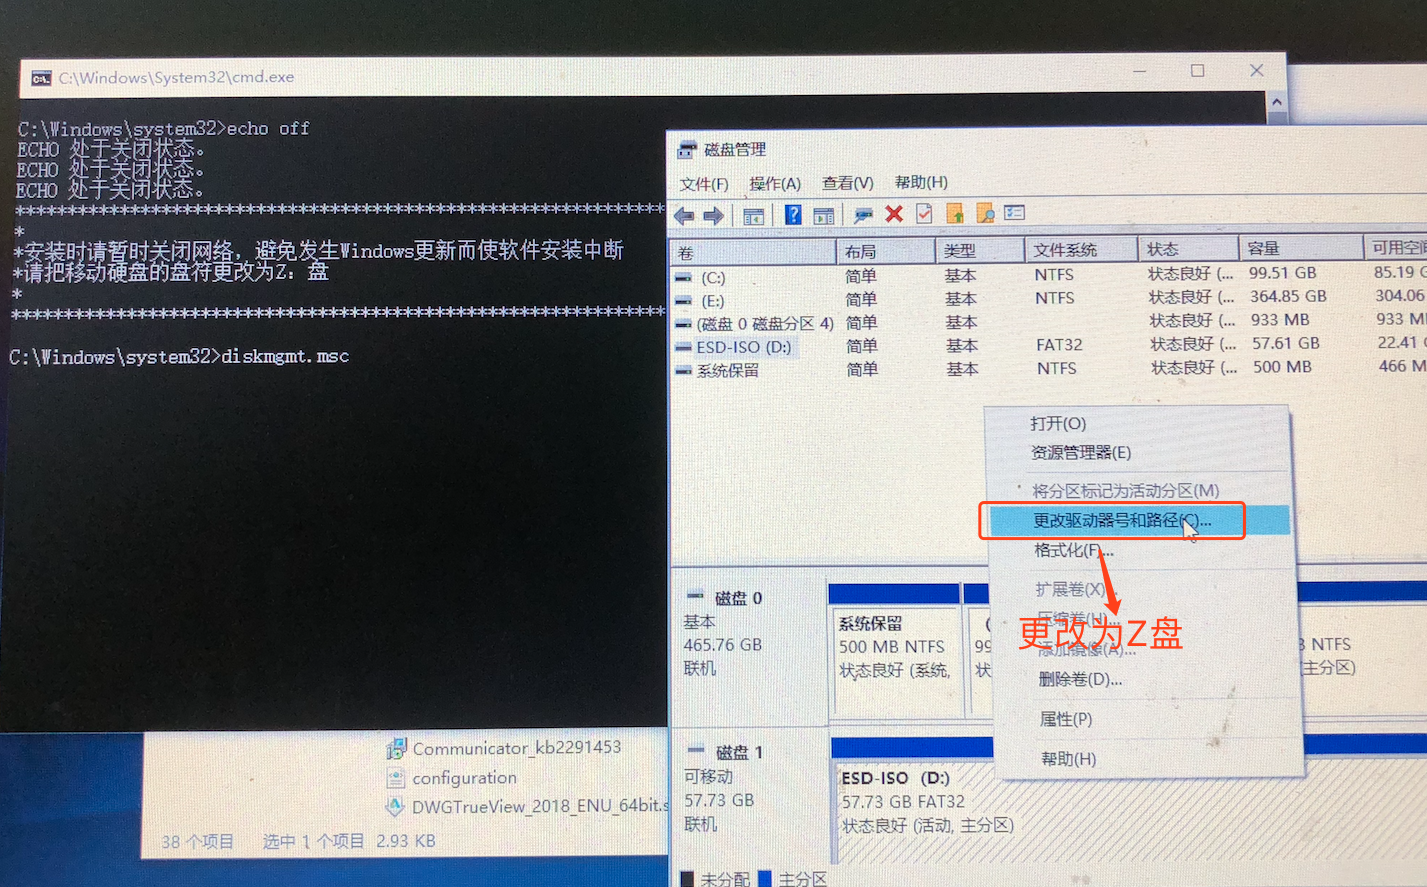 C:\Windows\System32\cmd.exe
C:\Windows\system32>echo off
ECHO 处于关闭状态。
ECHO 处于关闭状态。
ECHO 处于关闭状态。
*
*安装时请暂时关闭网络，避免发生Windows更新而使软件安装中断
*请把移动硬盘的盘符更改为Z：盘
*
C:\Windows\system32>diskmgmt.msc
磁盘管理
文件(F) 操作(A) 查看(V) 帮助(H)
卷 布局 类型 文件系统 状态 容量 可用空间
(C:) 简单 基本 NTFS 状态良好 (... 99.51 GB 85.19 G
(E:) 简单 基本 NTFS 状态良好 (... 364.85 GB 304.06
(磁盘 0 磁盘分区 4) 简单 基本 状态良好 (... 933 MB 933 M
ESD-ISO (D:) 简单 基本 FAT32 状态良好 (... 57.61 GB 22.41
系统保留 简单 基本 NTFS 状态良好 (... 500 MB 466 M
打开(O)
资源管理器(E)
将分区标记为活动分区(M)
更改驱动器号和路径(C)...
格式化(F)...
扩展卷(X)...
压缩卷(H)...
更改为Z盘
添加镜像(A)...
删除卷(D)...
属性(P)
帮助(H)
磁盘 0
基本
465.76 GB
联机
系统保留
500 MB NTFS
状态良好 (系统,
(
99
状
NTFS
主分区)
磁盘 1
可移动
57.73 GB
联机
ESD-ISO (D:)
57.73 GB FAT32
状态良好 (活动, 主分区)
未分配 主分区
Communicator_kb2291453
configuration
DWGTrueView_2018_ENU_64bit.s
38 个项目 选中 1 个项目 2.93 KB